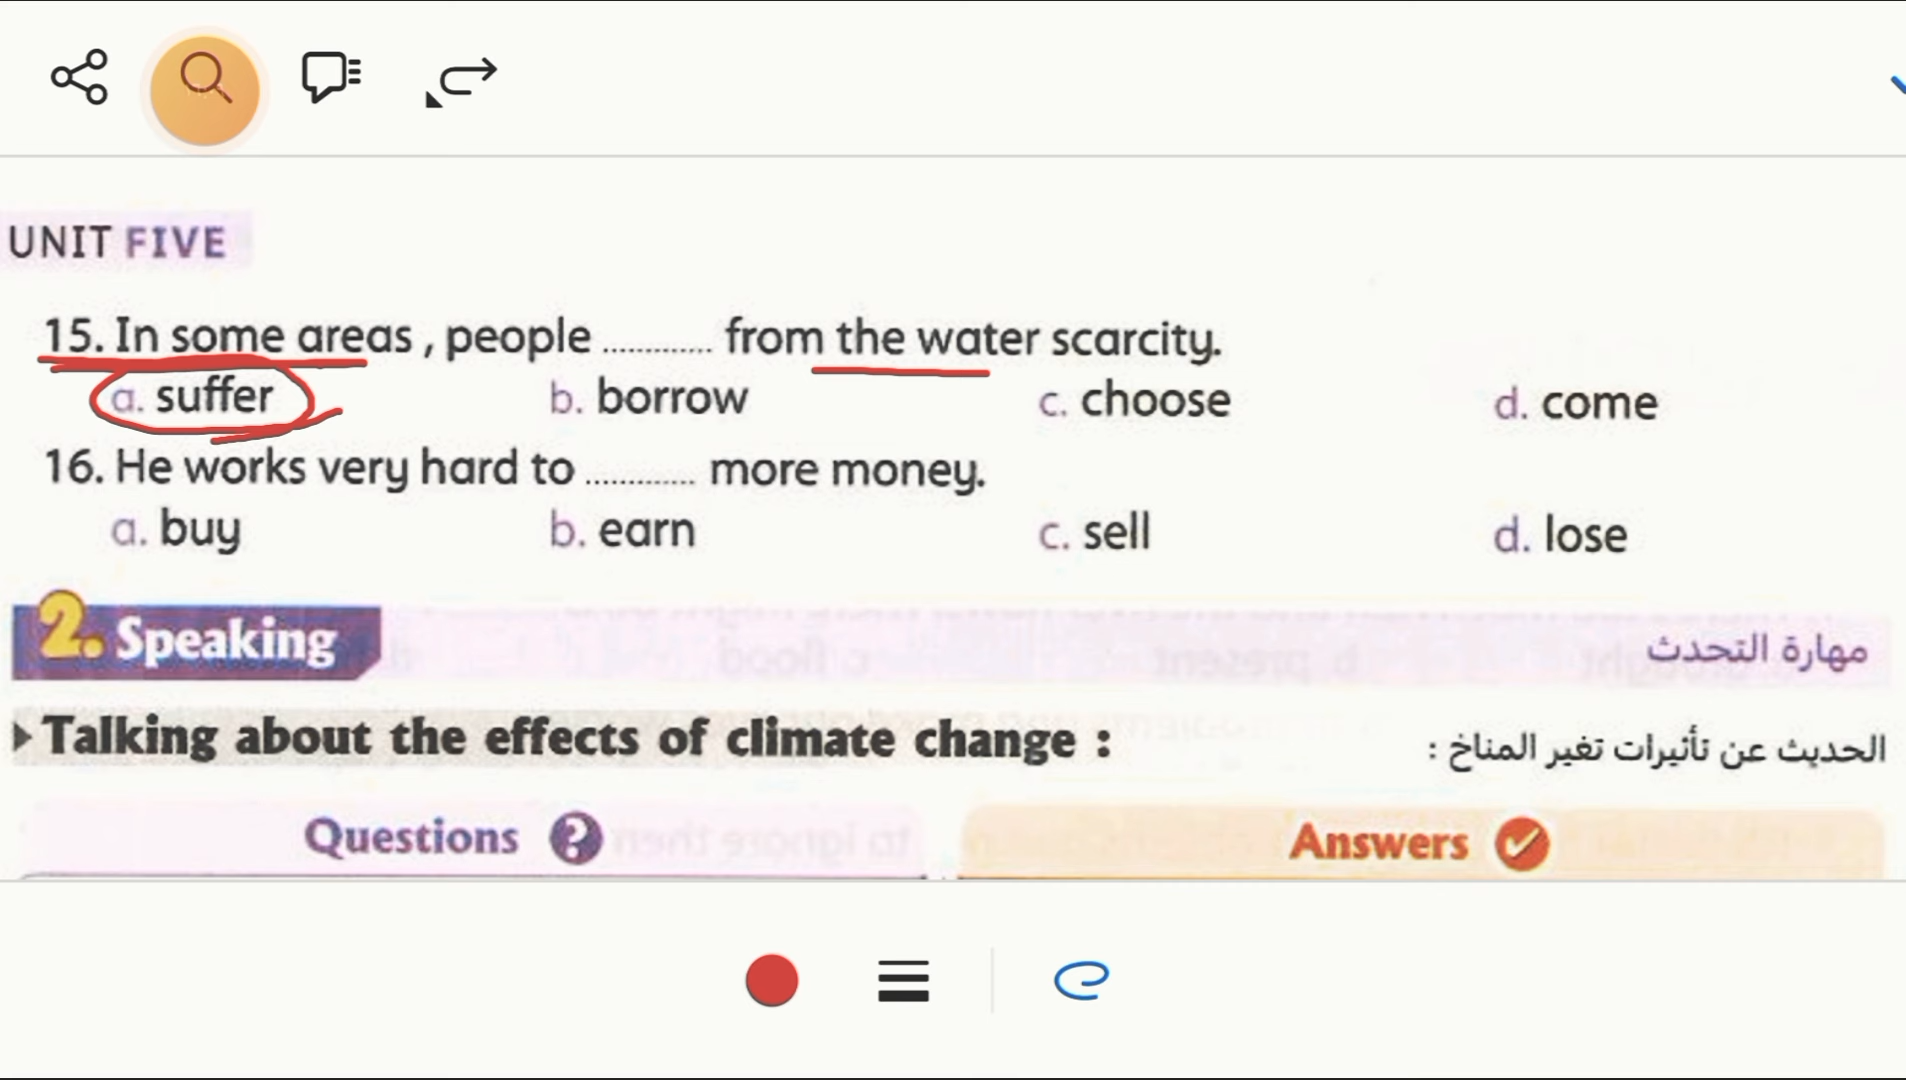 UNIT FIVE
15. In some areas , people ............. from the water scarcity.
a. suffer b. borrow c. choose d. come
16. He works very hard to ............. more money.
a. buy b. earn c. sell d. lose
2. Speaking مهارة التحدث
Talking about the effects of climate change : الحديث عن تأثيرات تغير المناخ :
Questions ? Answers